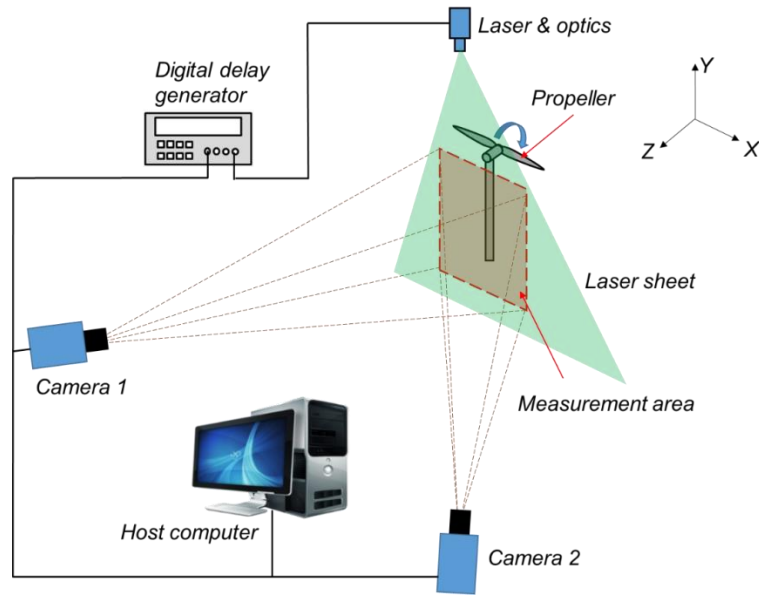 Laser & optics
Digital delay
generator
Propeller
Y
Z
X
Laser sheet
Camera 1
Measurement area
Host computer
Camera 2